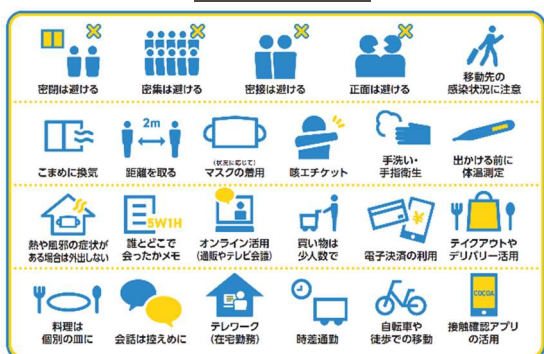 密閉は避ける
密集は避ける
密接は避ける
正面は避ける
移動先の
感染状況に注意
こまめに換気
2m
距離を取る
(状況に応じて)
マスクの着用
咳エチケット
手洗い・
手指衛生
出かける前に
体温測定
熱や風邪の症状が
ある場合は外出しない
5W1H
誰とどこで
会ったかメモ
オンライン活用
(通販やテレビ会議)
買い物は
少人数で
¥
電子決済の利用
テイクアウトや
デリバリー活用
料理は
個別の皿に
会話は控えめに
テレワーク
(在宅勤務)
時差通勤
自転車や
徒歩での移動
COCOA
接触確認アプリ
の活用